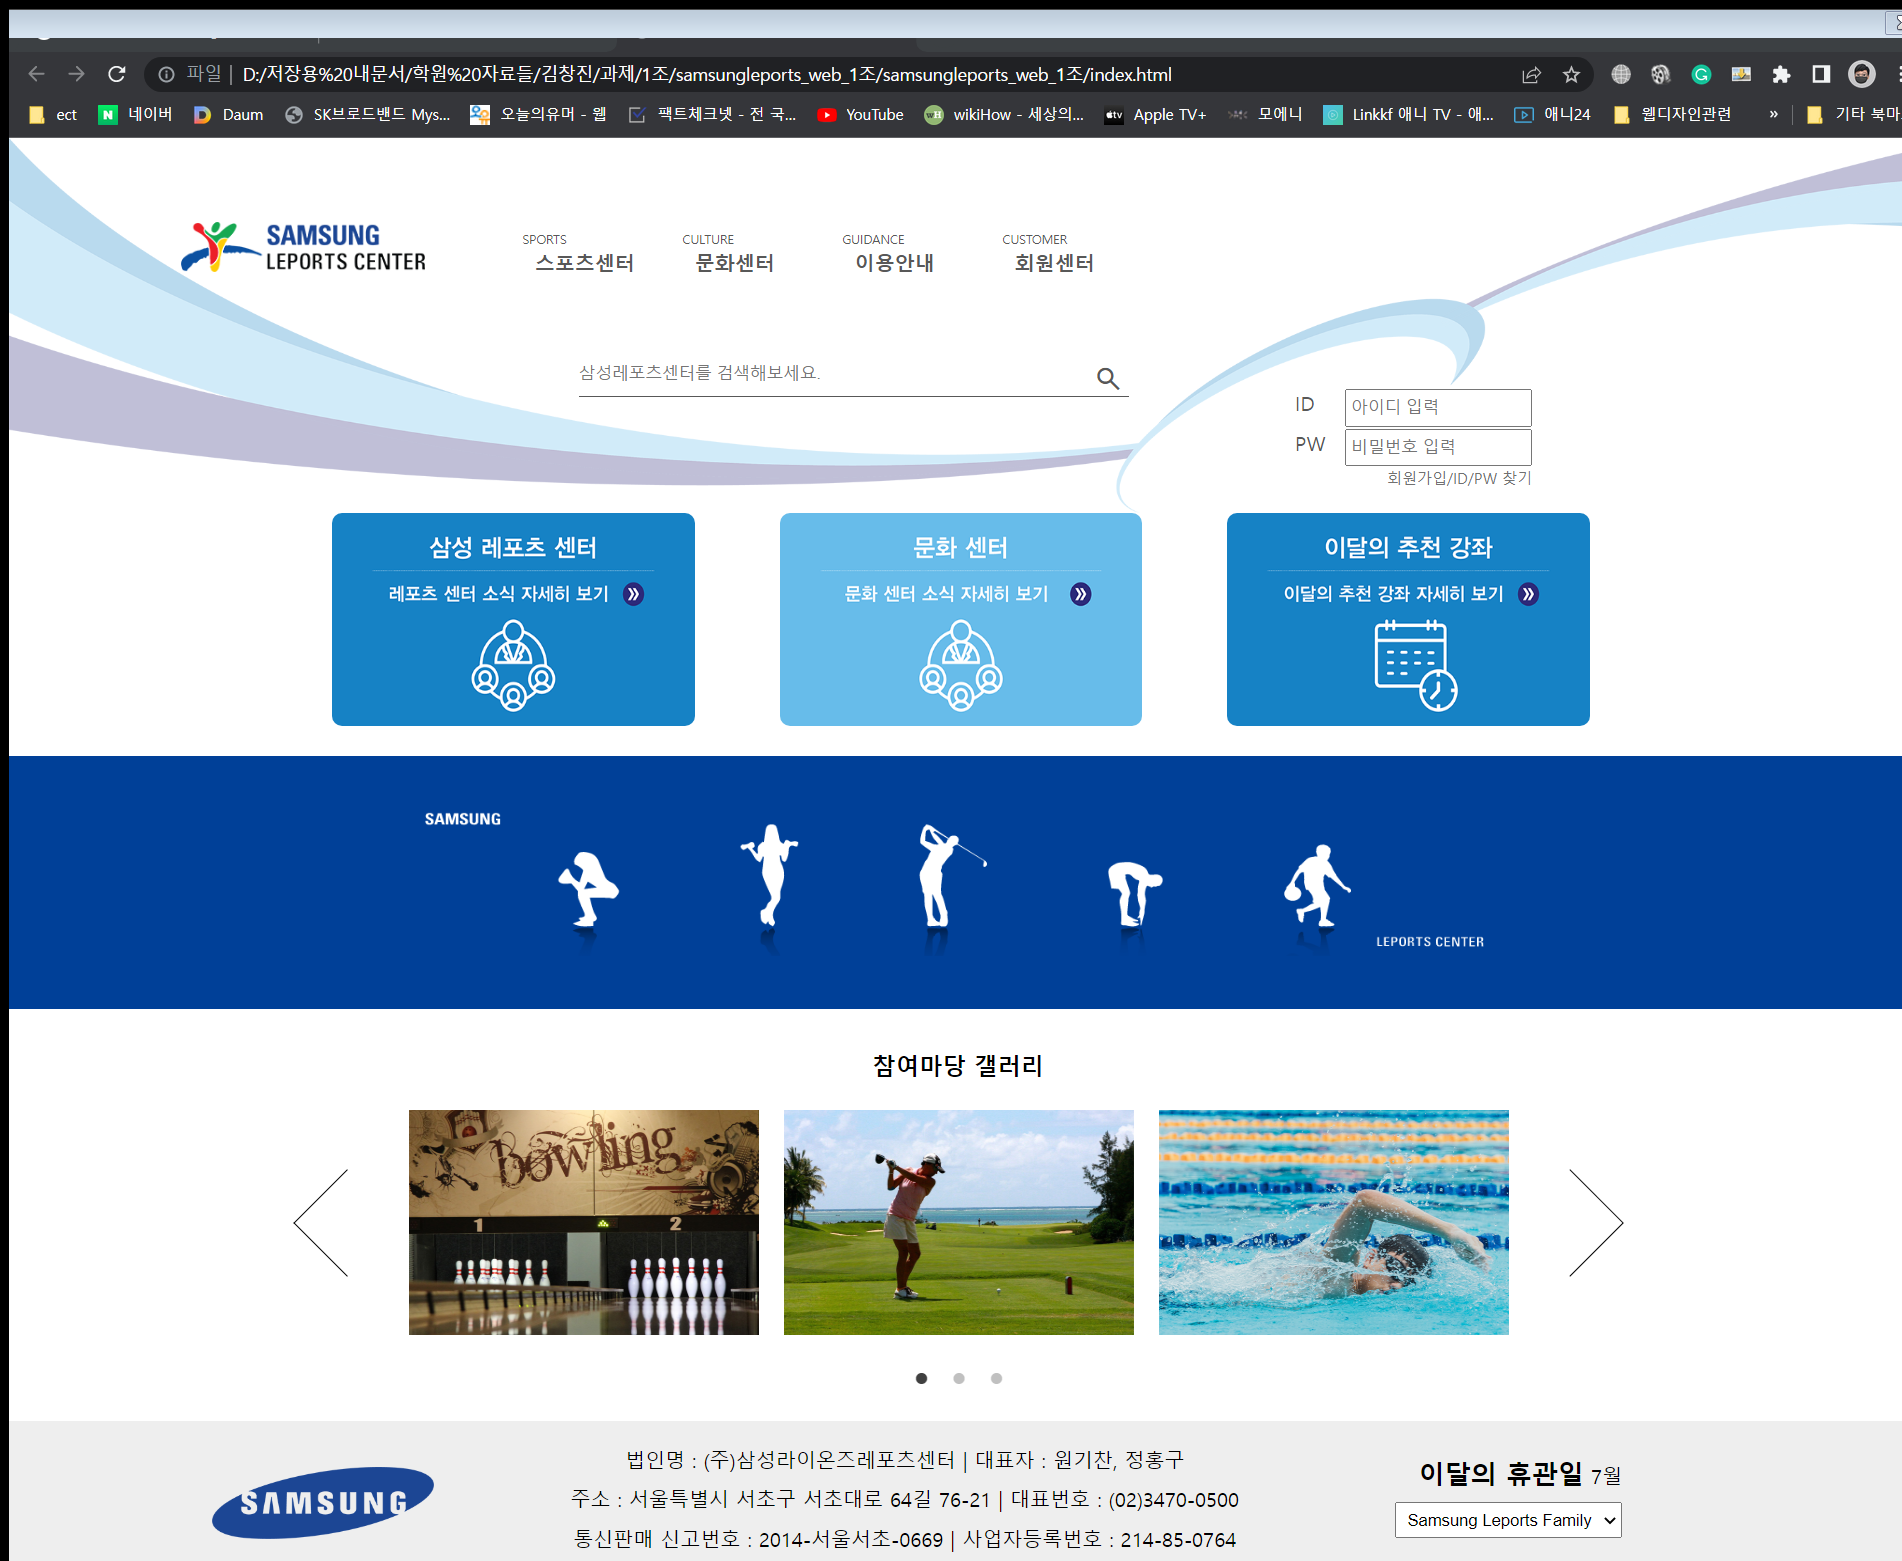 파일 | D:/저장용%20내문서/학원%20자료들/김창진/과제/1조/samsungleports_web_1조/samsungleports_web_1조/index.html
ect 네이버 Daum SK브로드밴드 Mys... 오늘의유머 - 웹 팩트체크넷 - 전 국... YouTube wikiHow - 세상의... Apple TV+ 모에니 Linkkf 애니 TV - 애... 애니24 웹디자인관련 » 기타 북마
SAMSUNG
LEPORTS CENTER
SPORTS CULTURE GUIDANCE CUSTOMER
스포츠센터 문화센터 이용안내 회원센터
삼성레포츠센터를 검색해보세요.
ID 아이디 입력
PW 비밀번호 입력
회원가입/ID/PW 찾기
삼성 레포츠 센터
레포츠 센터 소식 자세히 보기
문화 센터
문화 센터 소식 자세히 보기
이달의 추천 강좌
이달의 추천 강좌 자세히 보기
SAMSUNG
LEPORTS CENTER
참여마당 갤러리
Bowling
1 2
SAMSUNG
법인명 : (주)삼성라이온즈레포츠센터 | 대표자 : 원기찬, 정홍구
주소 : 서울특별시 서초구 서초대로 64길 76-21 | 대표번호 : (02)3470-0500
통신판매 신고번호 : 2014-서울서초-0669 | 사업자등록번호 : 214-85-0764
이달의 휴관일 7월
Samsung Leports Family